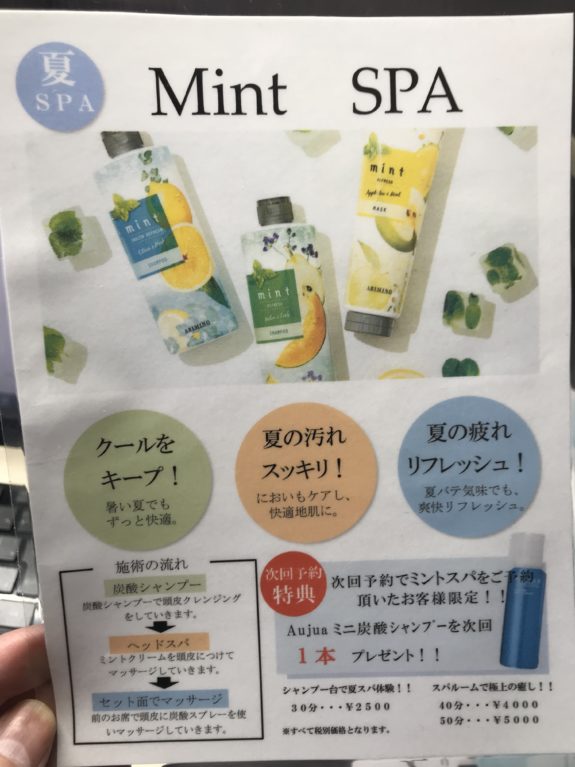 夏
SPA
Mint SPA
mint
mint
mint
MASK
SHAMPOO
SHAMPOO
ARIMINO
ARIMINO
クールを
キープ！
暑い夏でも
ずっと快適。
夏の汚れ
スッキリ！
においもケアし、
快適地肌に。
夏の疲れ
リフレッシュ！
夏バテ気味でも、
爽快リフレッシュ。
施術の流れ
炭酸シャンプー
炭酸シャンプーで頭皮クレンジング
をしていきます。
ヘッドスパ
ミントクリームを頭皮につけて
マッサージしていきます。
セット面でマッサージ
前のお席で頭皮に炭酸スプレーを使
いマッサージしていきます。
次回予約
特典
次回予約でミントスパをご予約
頂いたお客様限定！！
Aujuaミニ炭酸シャンプーを次回
1本 プレゼント！！
シャンプー台で夏スパ体験！！
30分・・・¥2500
※すべて税別価格となります。
スパルームで極上の癒し！！
40分・・・¥4000
50分・・・¥5000